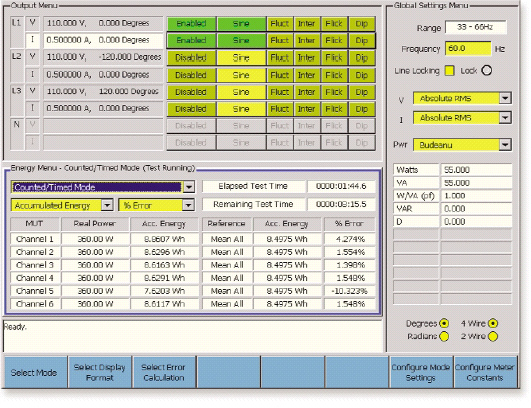 Output Menu
L1 V 110.000 V, 0.000 Degrees Enabled Sine Fluct Inter Flick Dip
I 0.500000 A, 0.000 Degrees Enabled Sine Fluct Inter Flick Dip
L2 V 110.000 V, -120.000 Degrees Disabled Sine Fluct Inter Flick Dip
I 0.500000 A, 0.000 Degrees Disabled Sine Fluct Inter Flick Dip
L3 V 110.000 V, 120.000 Degrees Disabled Sine Fluct Inter Flick Dip
I 0.500000 A, 0.000 Degrees Disabled Sine Fluct Inter Flick Dip
N V Disabled Sine Fluct Inter Flick Dip
I Disabled Sine Fluct Inter Flick Dip
Energy Menu - Counted/Timed Mode (Test Running)
Counted/Timed Mode Elapsed Test Time 0000:01:44.6
Accumulated Energy % Error Remaining Test Time 0000:03:15.5
MUT Real Power Acc. Energy Reference Acc. Energy % Error
Channel 1 360.00 W 8.8607 Wh Mean All 8.4975 Wh 4.274%
Channel 2 360.00 W 8.6296 Wh Mean All 8.4975 Wh 1.554%
Channel 3 360.00 W 8.6163 Wh Mean All 8.4975 Wh 1.398%
Channel 4 360.00 W 8.6291 Wh Mean All 8.4975 Wh 1.549%
Channel 5 360.00 W 7.6203 Wh Mean All 8.4975 Wh -10.323%
Channel 6 360.00 W 8.6117 Wh Mean All 8.4975 Wh 1.548%
Ready.
Select Mode Select Display Format Select Error Calculation Configure Mode Settings Configure Meter Constants
Global Settings Menu
Range 33 - 66Hz
Frequency 60.0 Hz
Line Locking Lock
V Absolute RMS
I Absolute RMS
Pwr Budeanu
Watts 55.000
VA 55.000
W/VA (pf) 1.000
VAR 0.000
D 0.000
Degrees 4 Wire
Radians 2 Wire